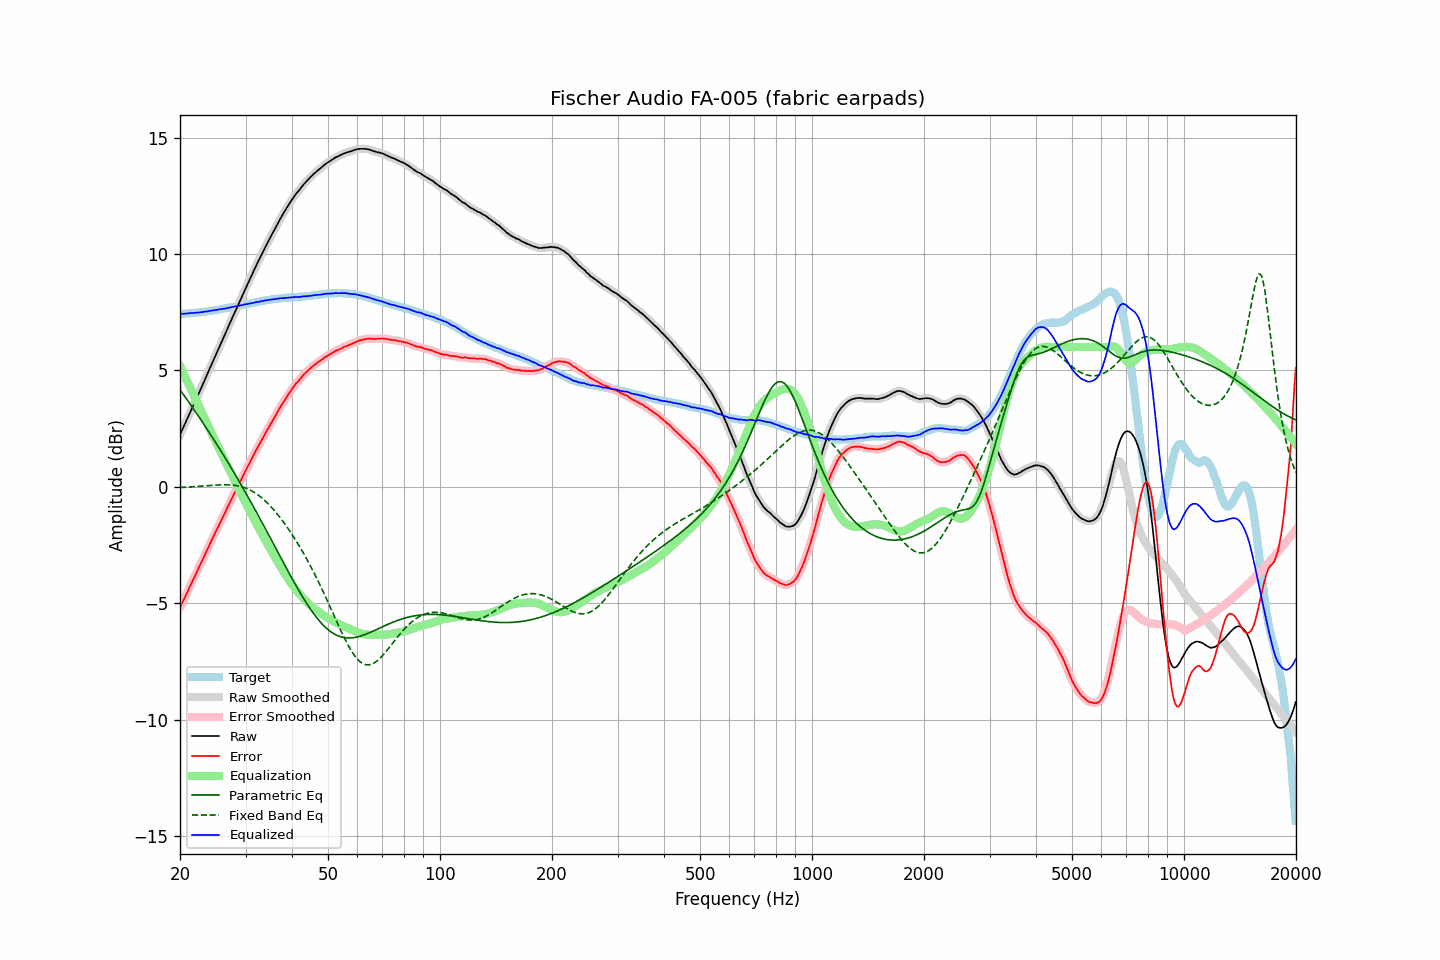 Fischer Audio FA-005 (fabric earpads)
Amplitude (dBr)
15
10
5
0
−5
−10
−15
Target
Raw Smoothed
Error Smoothed
Raw
Error
Equalization
Parametric Eq
Fixed Band Eq
Equalized
20
50
100
200
500
1000
2000
5000
10000
20000
Frequency (Hz)